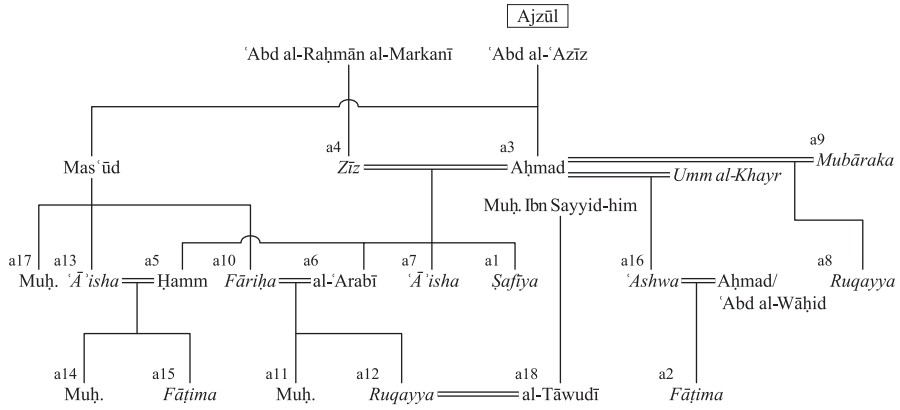 Ajzūl
ʿAbd al-Raḥmān al-Markanī ʿAbd al-ʿAzīz
a4 a3 a9
Masʿūd Zīz Aḥmad Mubāraka
Umm al-Khayr
Muḥ. Ibn Sayyid-him
a17 a13 a5 a10 a6 a7 a1 a16 a8
Muḥ. ʿĀʾisha Ḥamm Fāriḥa al-ʿArabī ʿĀʾisha Ṣafīya ʿAshwa Aḥmad/ Ruqayya
ʿAbd al-Wāḥid
a14 a15 a11 a12 a18 a2
Muḥ. Fāṭima Muḥ. Ruqayya al-Tāwudī Fāṭima